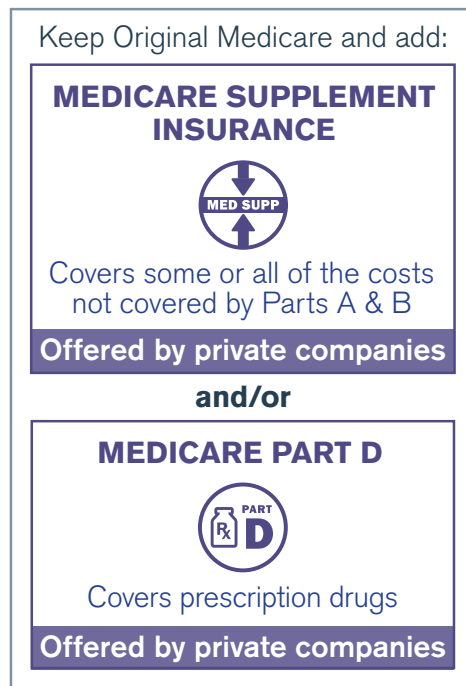 Keep Original Medicare and add:
MEDICARE SUPPLEMENT
INSURANCE
MED SUPP
Covers some or all of the costs
not covered by Parts A & B
Offered by private companies
and/or
MEDICARE PART D
PART
Rx D
Covers prescription drugs
Offered by private companies